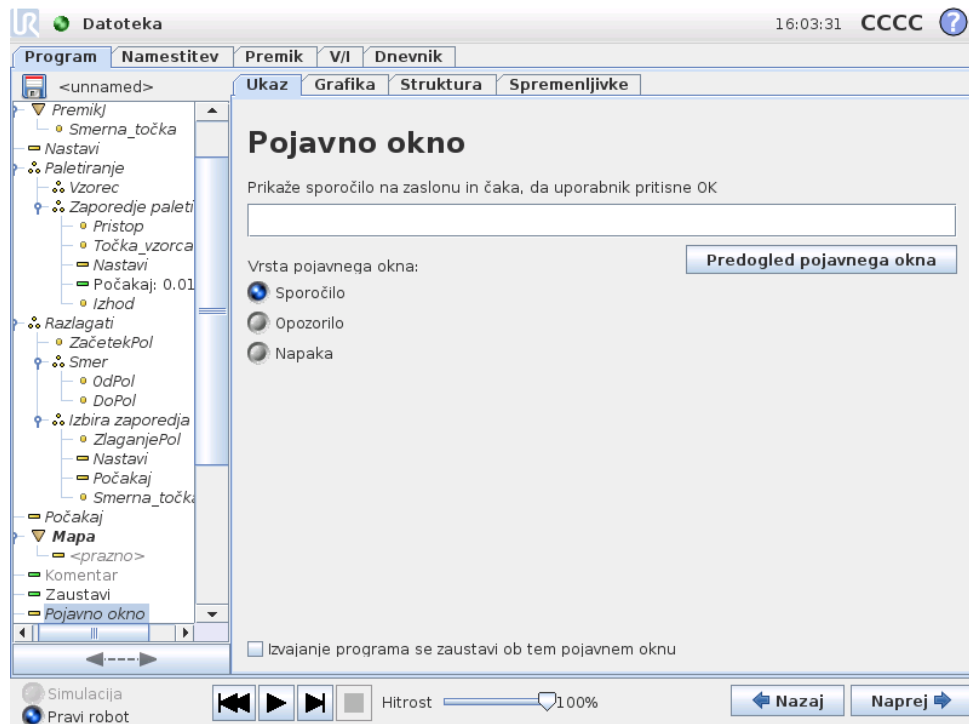 Datoteka
16:03:31 CCCC ?
Program Namestitev Premik V/I Dnevnik
<unnamed>
Ukaz Grafika Struktura Spremenljivke
PremikJ
Smerna_točka
Nastavi
Paletiranje
Vzorec
Zaporedje paleti
Pristop
Točka_vzorca
Nastavi
Počakaj: 0.01
Izhod
Razlagati
ZačetekPol
Smer
OdPol
DoPol
Izbira zaporedja
ZlaganjePol
Nastavi
Počakaj
Smerna_točka
Počakaj
Mapa
<prazno>
Komentar
Zaustavi
Pojavno okno
Pojavno okno
Prikaže sporočilo na zaslonu in čaka, da uporabnik pritisne OK
Predogled pojavnega okna
Vrsta pojavnega okna:
Sporočilo
Opozorilo
Napaka
Izvajanje programa se zaustavi ob tem pojavnem oknu
Simulacija
Pravi robot
Hitrost 100%
Nazaj Naprej